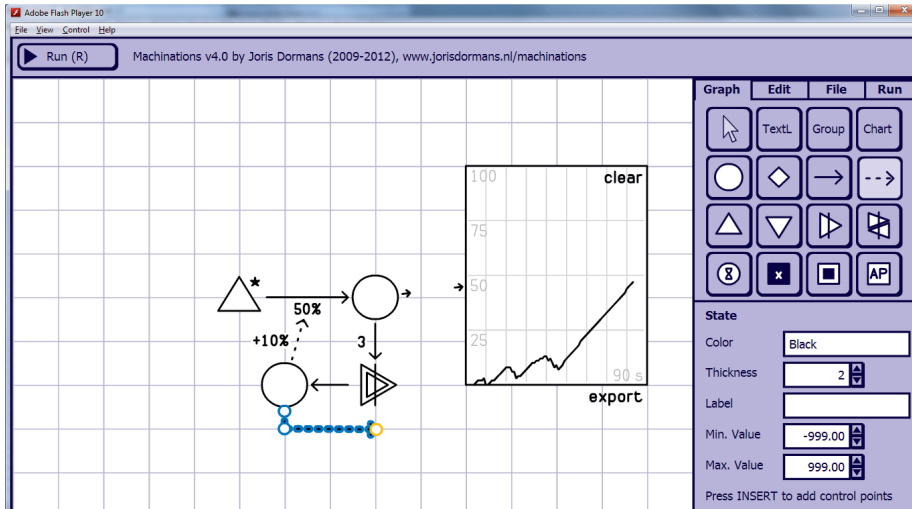 Adobe Flash Player 10
File View Control Help
Run (R)
Machinations v4.0 by Joris Dormans (2009-2012), www.jorisdormans.nl/machinations
Graph Edit File Run
TextL Group Chart
x
AP
100
clear
75
50
25
90 s
export
*
50%
+10%
3
State
Color Black
Thickness 2
Label
Min. Value -999.00
Max. Value 999.00
Press INSERT to add control points